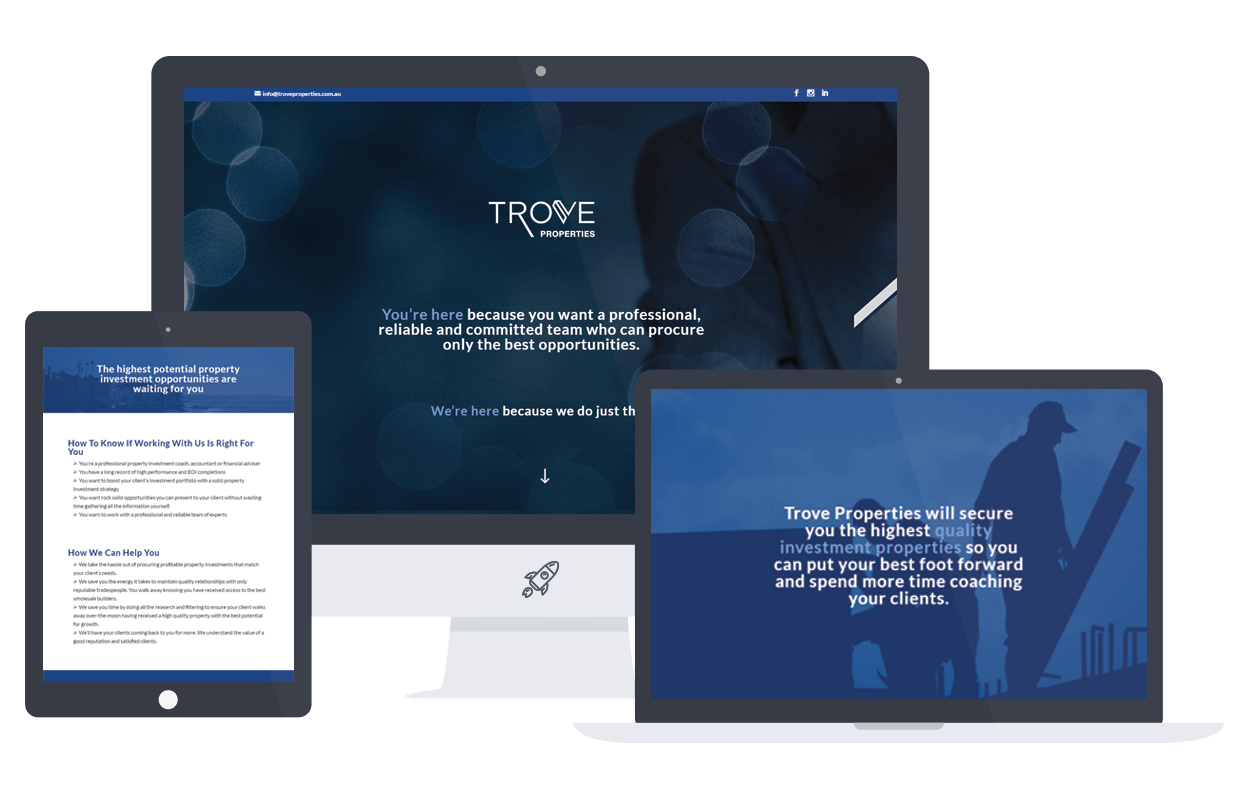 info@troveproperties.com.au
TROVE
PROPERTIES
You're here because you want a professional,
reliable and committed team who can procure
only the best opportunities.
We're here because we do just th
The highest potential property
investment opportunities are
waiting for you
How To Know If Working With Us Is Right For
You
You're a professional property investment coach, accountant or financial adviser
You have a long record of high performance and EOI completions
You want to boost your client's investment portfolio with a solid property
investment strategy
You want rock solid opportunities you can present to your client without wasting
time gathering all the information yourself.
You want to work with a professional and reliable team of experts
How We Can Help You
We take the hassle out of procuring profitable property investments that match
your client's needs.
We save you the energy it takes to maintain quality relationships with only
reputable tradespeople. You walk away knowing you have received access to the best
wholesale builders.
We save you time by doing all the research and filtering to ensure your client walks
away over-the-moon having received a high quality property with the best potential
for growth.
We'll have your clients coming back to you for more. We understand the value of a
good reputation and satisfied clients.
Trove Properties will secure
you the highest quality
investment properties so you
can put your best foot forward
and spend more time coaching
your clients.